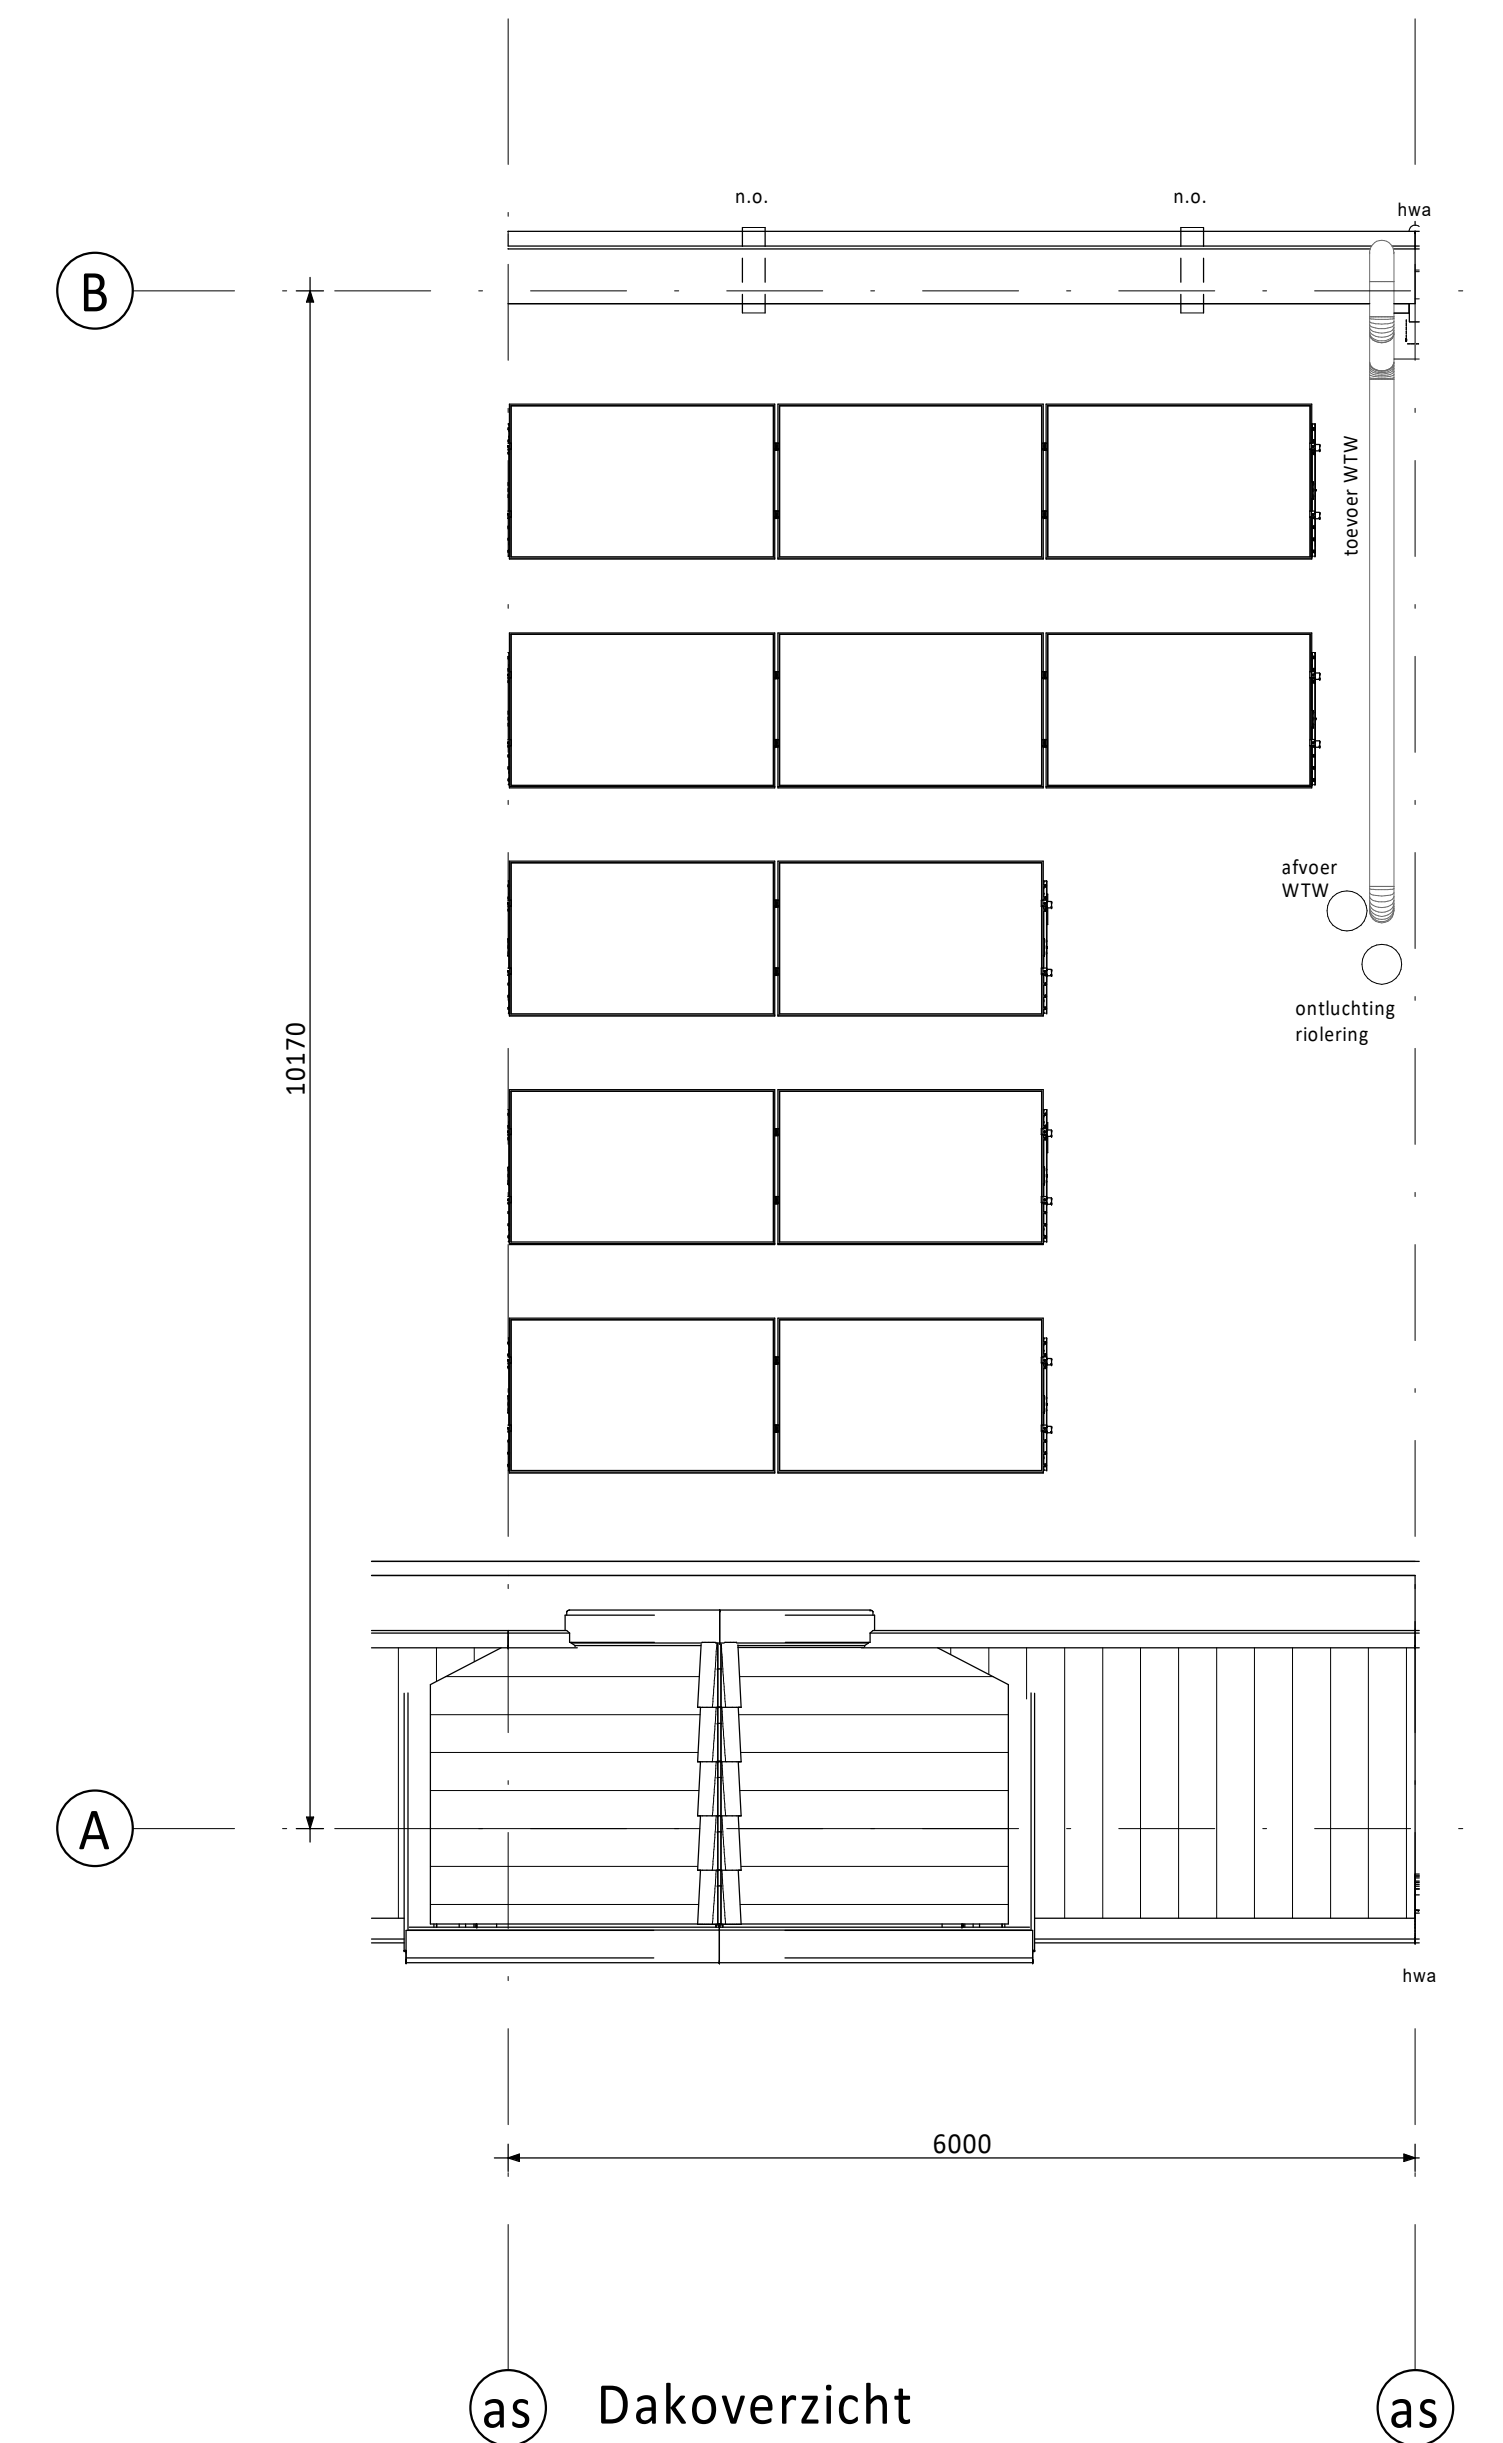 n.o.
n.o.
hwa
B
toevoer WTW
afvoer
WTW
ontluchting
riolering
10170
A
hwa
6000
as
Dakoverzicht
as